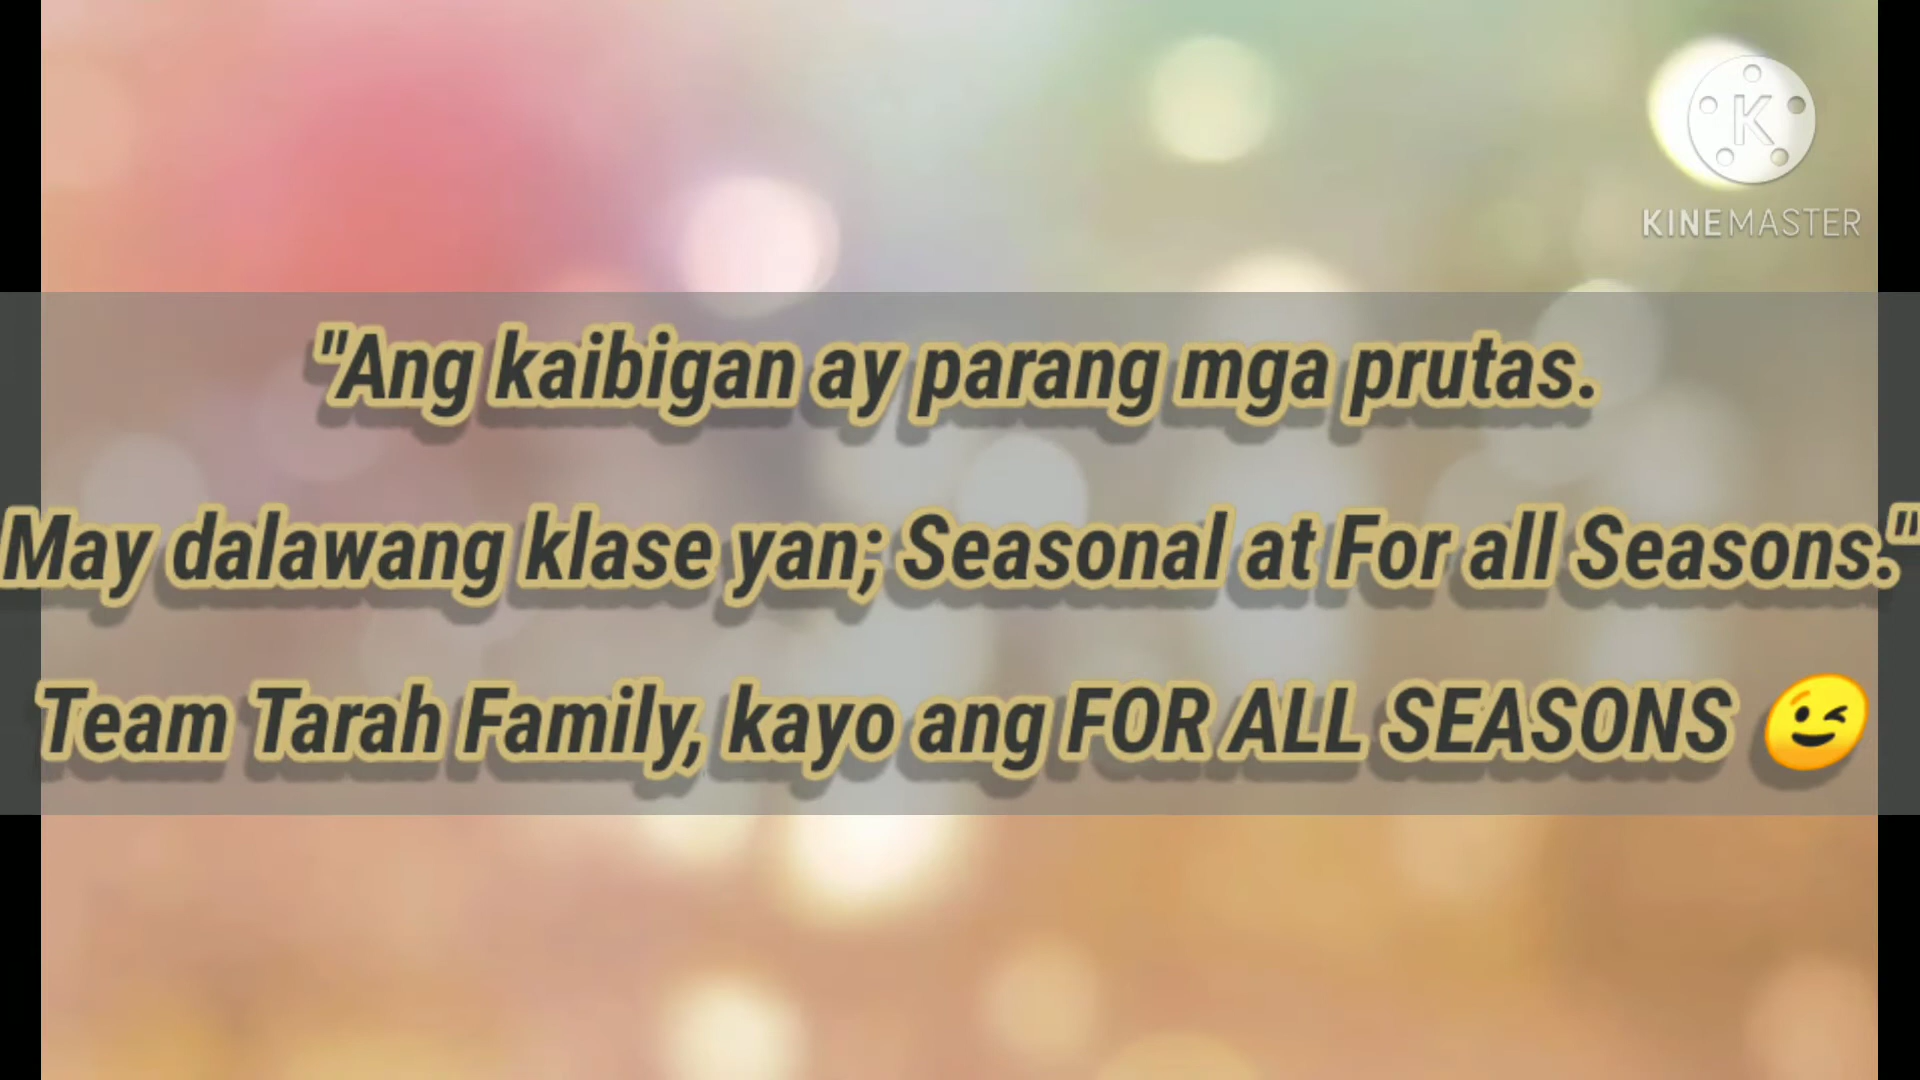 K
KINEMASTER
"Ang kaibigan ay parang mga prutas.
May dalawang klase yan; Seasonal at For all Seasons."
Team Tarah Family, kayo ang FOR ALL SEASONS 😉